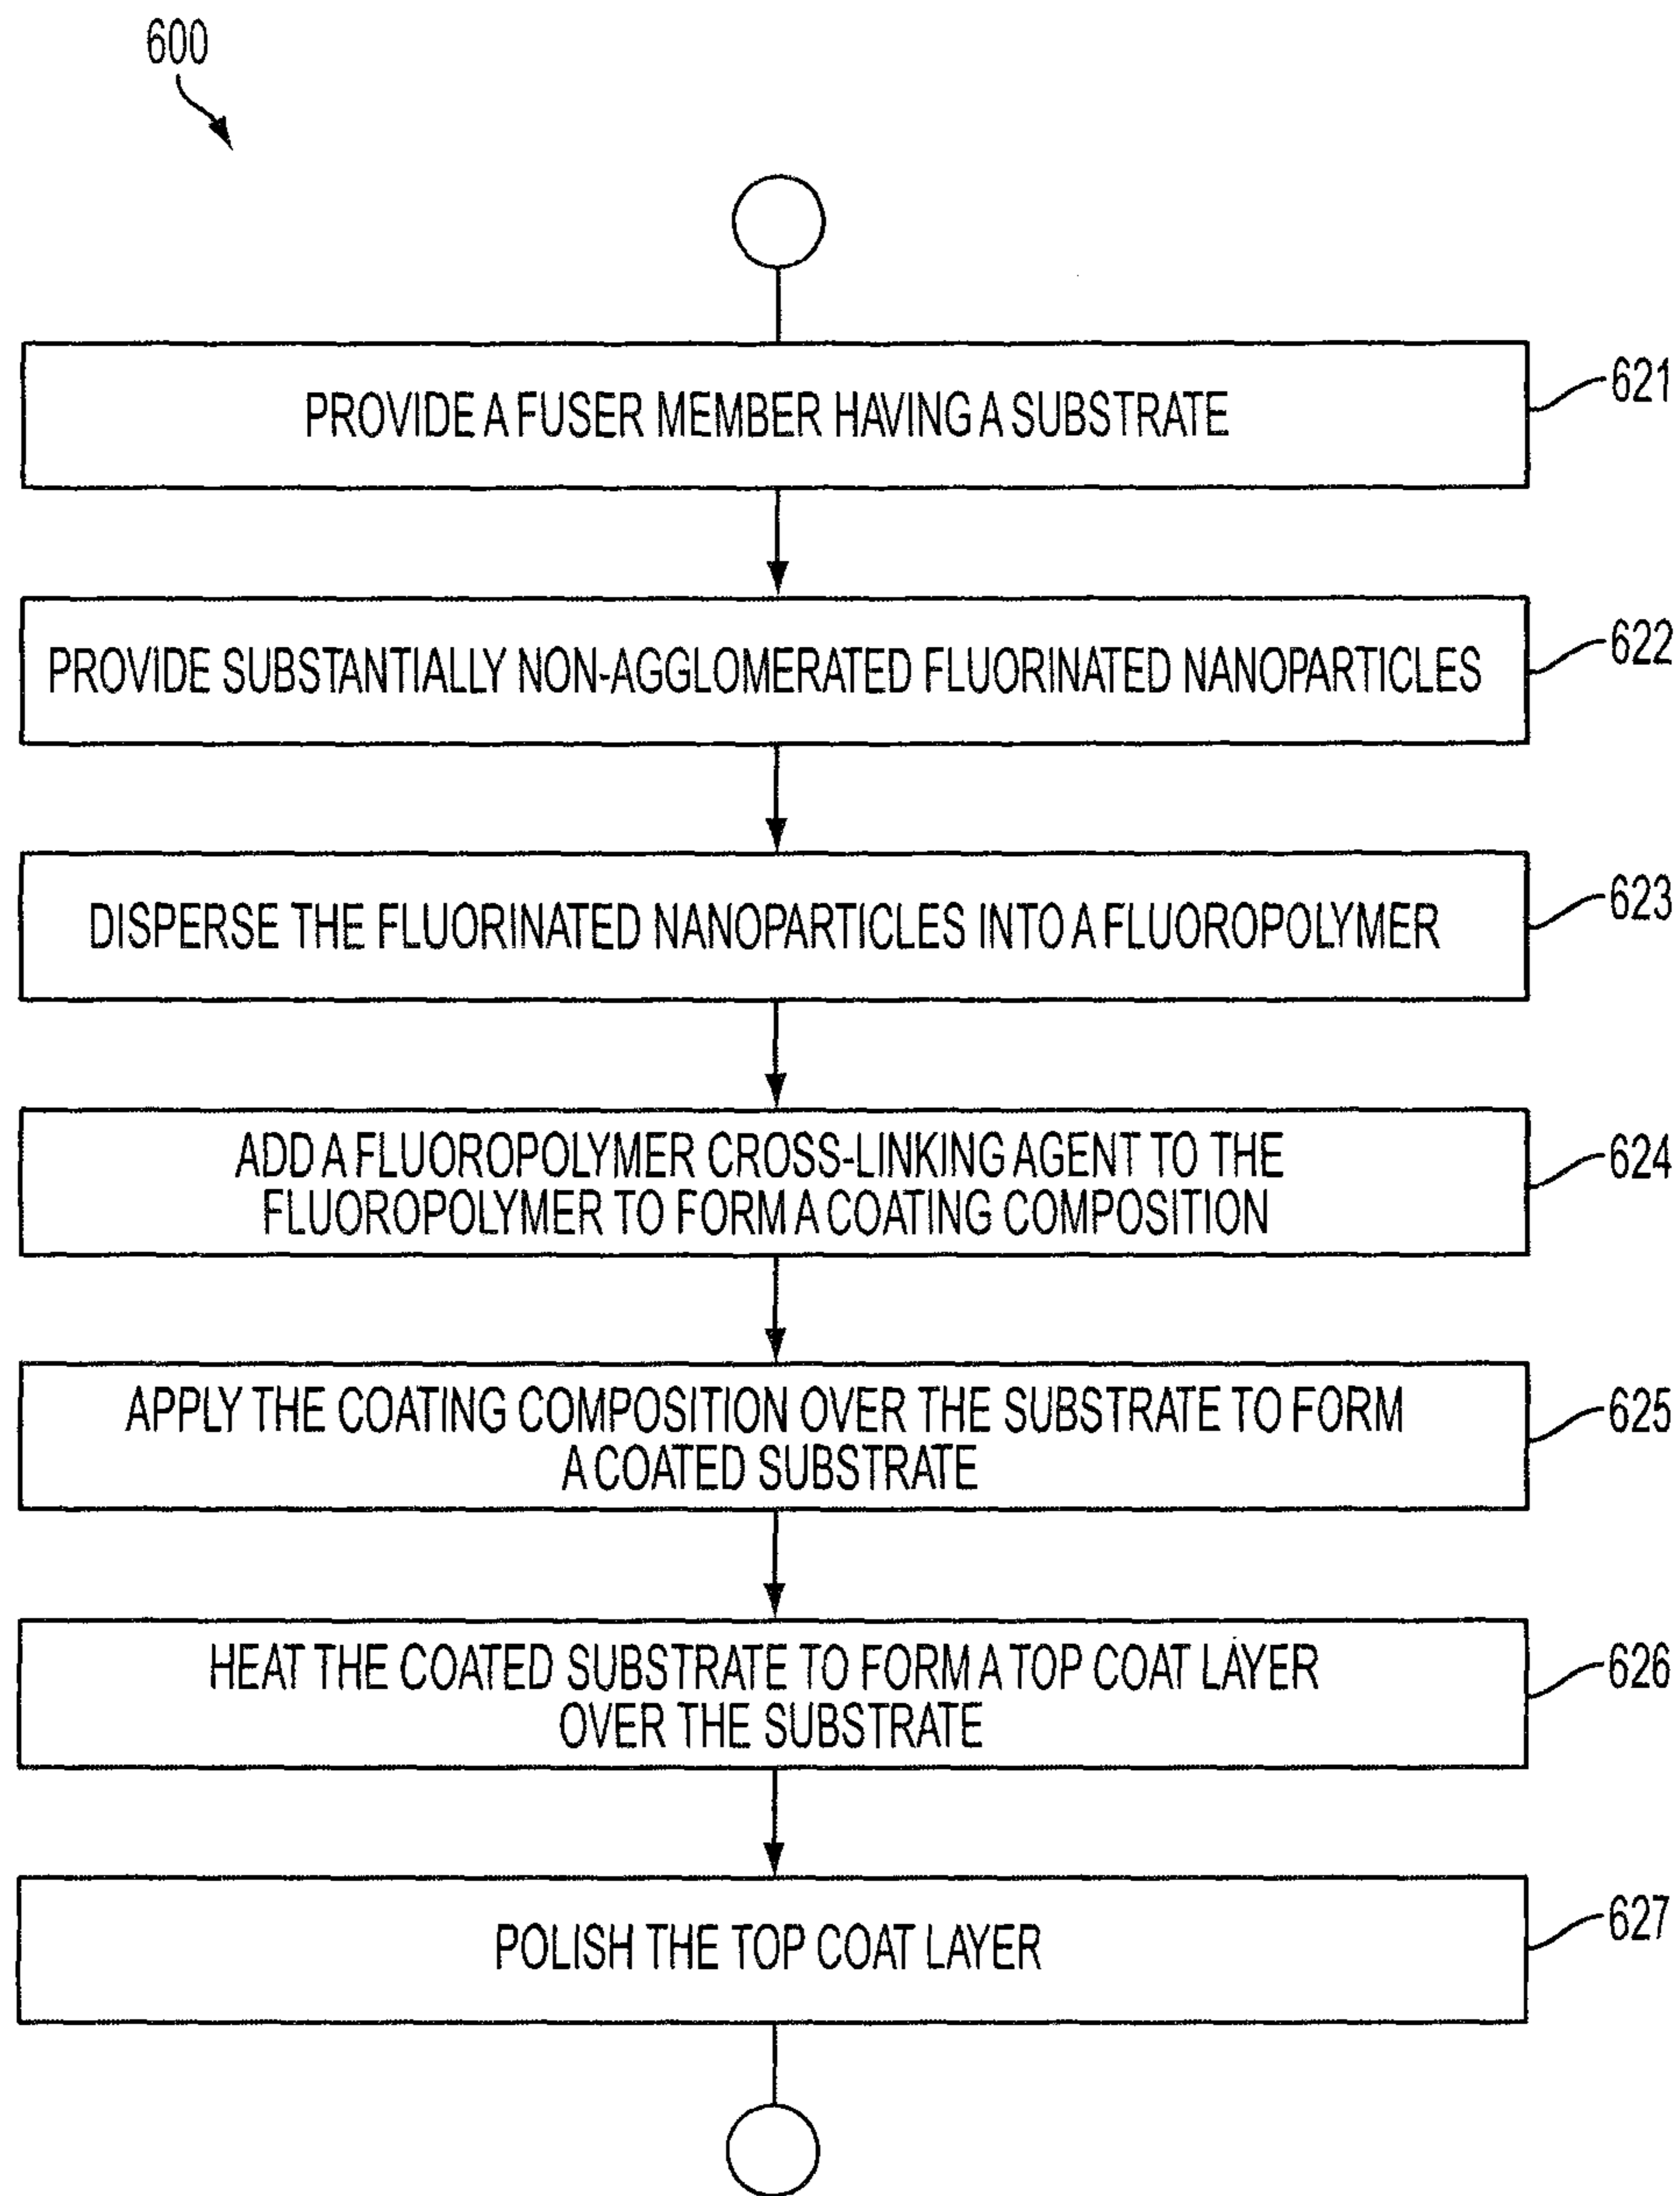 600
PROVIDE A FUSER MEMBER HAVING A SUBSTRATE
621
PROVIDE SUBSTANTIALLY NON-AGGLOMERATED FLUORINATED NANOPARTICLES
622
DISPERSE THE FLUORINATED NANOPARTICLES INTO A FLUOROPOLYMER
623
ADD A FLUOROPOLYMER CROSS-LINKING AGENT TO THE
FLUOROPOLYMER TO FORM A COATING COMPOSITION
624
APPLY THE COATING COMPOSITION OVER THE SUBSTRATE TO FORM
A COATED SUBSTRATE
625
HEAT THE COATED SUBSTRATE TO FORM A TOP COAT LAYER
OVER THE SUBSTRATE
626
POLISH THE TOP COAT LAYER
627